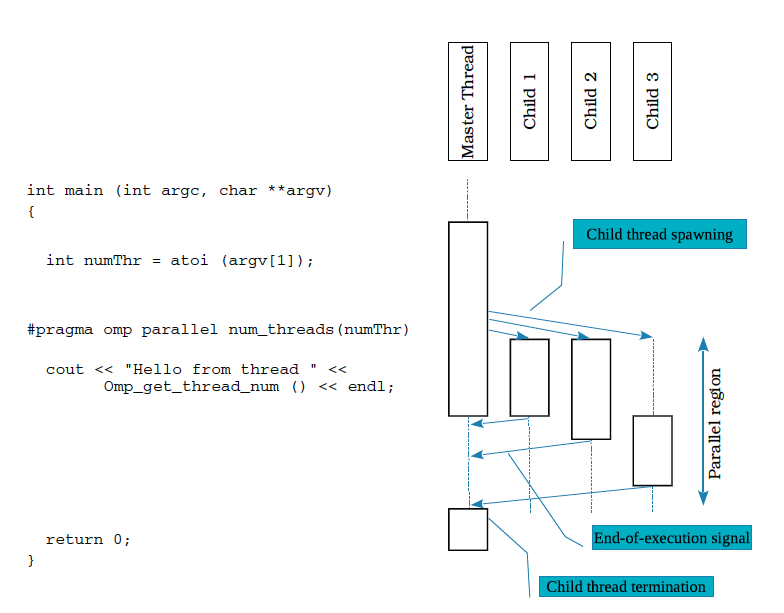 Master Thread
Child 1
Child 2
Child 3
int main (int argc, char **argv)
{
Child thread spawning
int numThr = atoi (argv[1]);
#pragma omp parallel num_threads(numThr)
cout << "Hello from thread " <<
Omp_get_thread_num () << endl;
Parallel region
return 0;
End-of-execution signal
}
Child thread termination